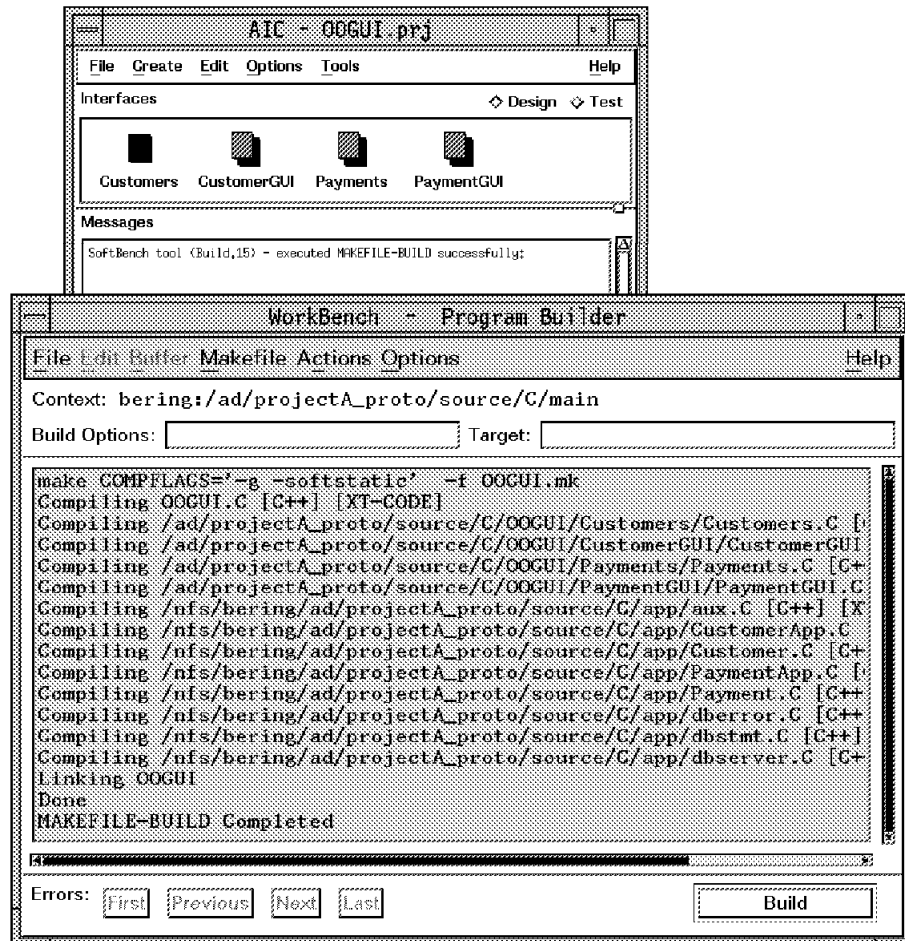 AIC - OOGUI.prj
File Create Edit Options Tools Help
Interfaces Design Test
Customers CustomerGUI Payments PaymentGUI
Messages
SoftBench tool (Build,15) - executed MAKEFILE-BUILD successfully;
WorkBench - Program Builder
File Edit Buffer Makefile Actions Options Help
Context: bering:/ad/projectA_proto/source/C/main
Build Options: Target:
make COMPFLAGS='-g -softstatic' -f OOGUI.mk
Compiling OOGUI.C [C++] [XT-CODE]
Compiling /ad/projectA_proto/source/C/OOGUI/Customers/Customers.C [
Compiling /ad/projectA_proto/source/C/OOGUI/CustomerGUI/CustomerGUI
Compiling /ad/projectA_proto/source/C/OOGUI/Payments/Payments.C [C+
Compiling /ad/projectA_proto/source/C/OOGUI/PaymentGUI/PaymentGUI.C
Compiling /nfs/bering/ad/projectA_proto/source/C/app/aux.C [C++] [X
Compiling /nfs/bering/ad/projectA_proto/source/C/app/CustomerApp.C
Compiling /nfs/bering/ad/projectA_proto/source/C/app/Customer.C [C+
Compiling /nfs/bering/ad/projectA_proto/source/C/app/PaymentApp.C [
Compiling /nfs/bering/ad/projectA_proto/source/C/app/Payment.C [C++
Compiling /nfs/bering/ad/projectA_proto/source/C/app/dberror.C [C++
Compiling /nfs/bering/ad/projectA_proto/source/C/app/dbstmt.C [C++]
Compiling /nfs/bering/ad/projectA_proto/source/C/app/dbserver.C [C+
Linking OOGUI
Done
MAKEFILE-BUILD Completed
Errors: First Previous Next Last Build